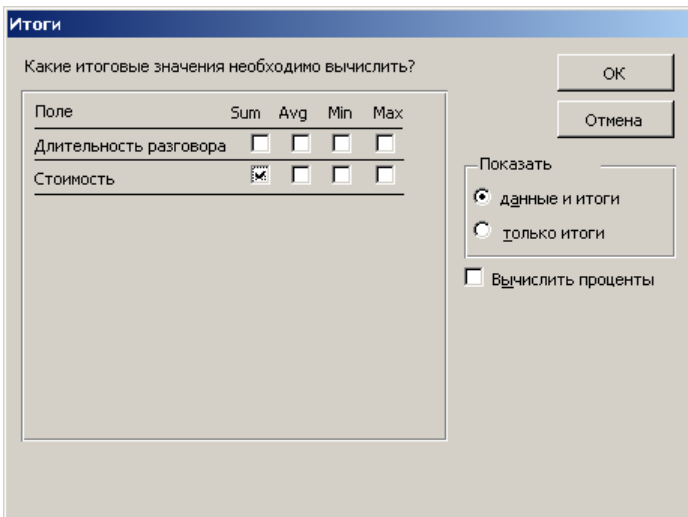 Итоги
Какие итоговые значения необходимо вычислить?
ОК
Отмена
Поле Sum Avg Min Max
Длительность разговора
Стоимость
Показать
данные и итоги
только итоги
Вычислить проценты